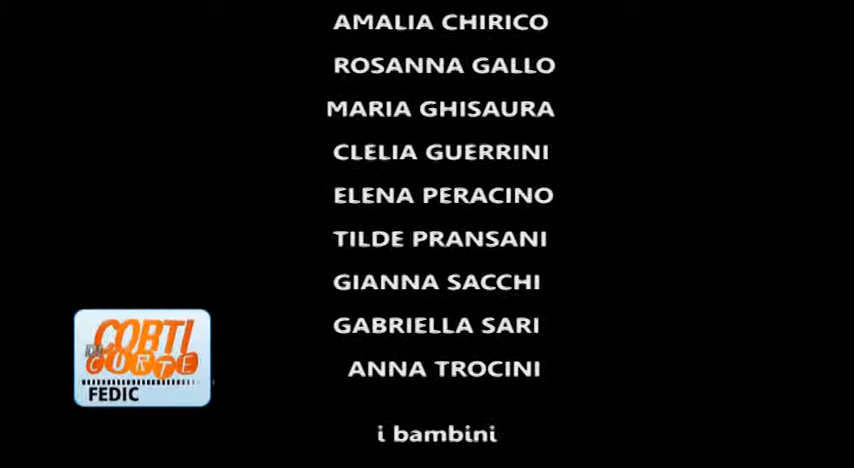 AMALIA CHIRICO
ROSANNA GALLO
MARIA GHISAURA
CLELIA GUERRINI
ELENA PERACINO
TILDE PRANSANI
GIANNA SACCHI
GABRIELLA SARI
ANNA TROCINI
i bambini
CORTI
DI CORTE
FEDIC